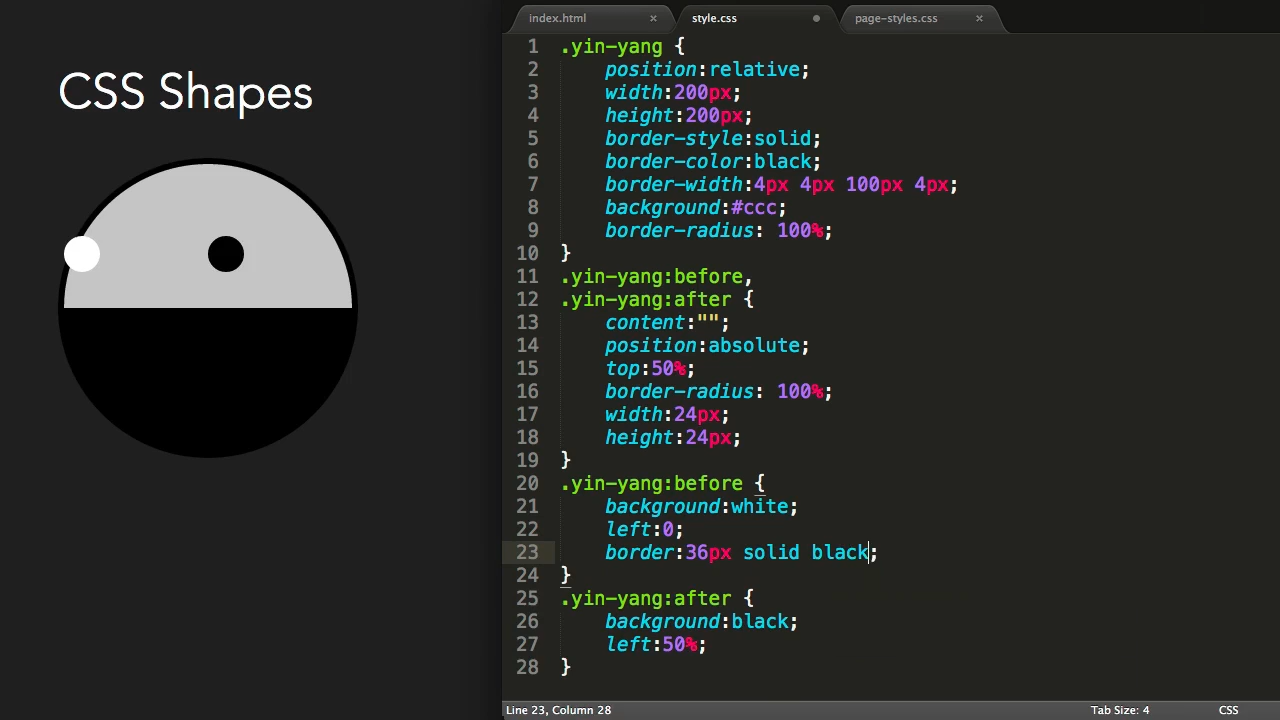 CSS Shapes
index.html
style.css
page-styles.css
1 .yin-yang {
2 position:relative;
3 width:200px;
4 height:200px;
5 border-style:solid;
6 border-color:black;
7 border-width:4px 4px 100px 4px;
8 background:#ccc;
9 border-radius: 100%;
10 }
11 .yin-yang:before,
12 .yin-yang:after {
13 content:"";
14 position:absolute;
15 top:50%;
16 border-radius: 100%;
17 width:24px;
18 height:24px;
19 }
20 .yin-yang:before {
21 background:white;
22 left:0;
23 border:36px solid black;
24 }
25 .yin-yang:after {
26 background:black;
27 left:50%;
28 }
Line 23, Column 28
Tab Size: 4
CSS